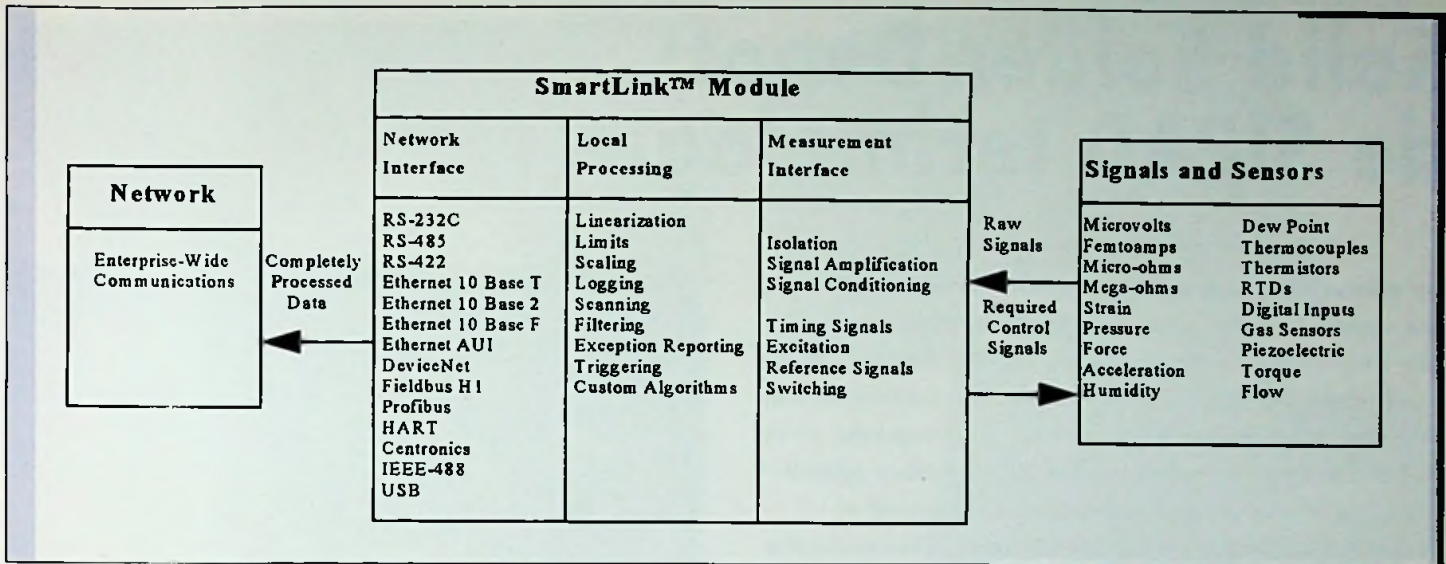 SmartLink™ Module
Network
Interface
Local
Processing
Measurement
Interface
Network
Enterprise-Wide
Communications
Completely
Processed
Data
RS-232C
RS-485
RS-422
Ethernet 10 Base T
Ethernet 10 Base 2
Ethernet 10 Base F
Ethernet AUI
DeviceNet
Fieldbus H1
Profibus
HART
Centronics
IEEE-488
USB
Linearization
Limits
Scaling
Logging
Scanning
Filtering
Exception Reporting
Triggering
Custom Algorithms
Isolation
Signal Amplification
Signal Conditioning
Timing Signals
Excitation
Reference Signals
Switching
Raw
Signals
Required
Control
Signals
Signals and Sensors
Microvolts
Femtoamps
Micro-ohms
Mega-ohms
Strain
Pressure
Force
Acceleration
Humidity
Dew Point
Thermocouples
Thermistors
RTDs
Digital Inputs
Gas Sensors
Piezoelectric
Torque
Flow